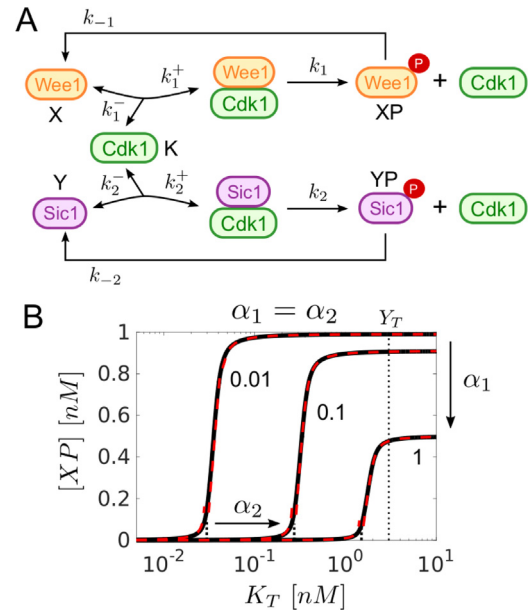 A
k₋₁
Wee1 k₁⁺ Wee1 Cdk1 k₁ Wee1 P + Cdk1
X k₁⁻ XP
Cdk1 K
Y k₂⁻ k₂⁺ YP
Sic1 Sic1 Cdk1 k₂ Sic1 P + Cdk1
k₋₂
B α₁ = α₂ Y_T
[XP] [nM]
1
0.8
0.6
0.4
0.2
0
0.01
0.1
1
α₁
α₂
10⁻² 10⁻¹ 10⁰ 10¹
K_T [nM]